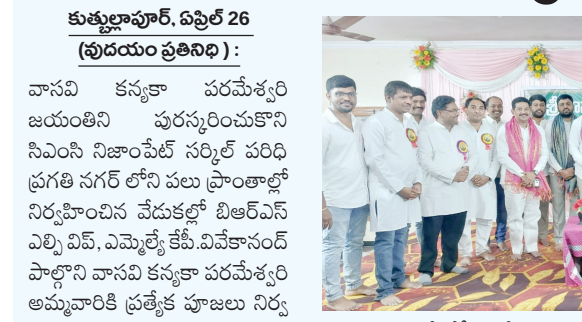 కుత్బుల్లాపూర్, ఏప్రిల్ 26
(వుదయం ప్రతినిధి ) :
వాసవి కన్యకా పరమేశ్వరి
జయంతిని పురస్కరించుకొని
సిఎంసి నిజాంపేట్ సర్కిల్ పరిధి
ప్రగతి నగర్ లోని పలు ప్రాంతాల్లో
నిర్వహించిన వేడుకల్లో బిఆర్ఎస్
ఎల్పి విప్, ఎమ్మెల్యే కేపీ.వివేకానంద్
పాల్గొని వాసవి కన్యకా పరమేశ్వరి
అమ్మవారికి ప్రత్యేక పూజలు నిర్వ